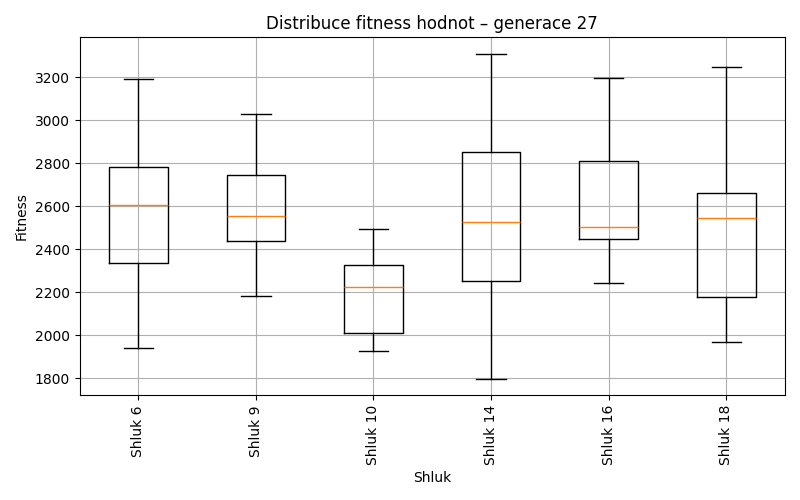 Distribuce fitness hodnot – generace 27
Fitness
3200
3000
2800
2600
2400
2200
2000
1800
Shluk 6
Shluk 9
Shluk 10
Shluk 14
Shluk 16
Shluk 18
Shluk